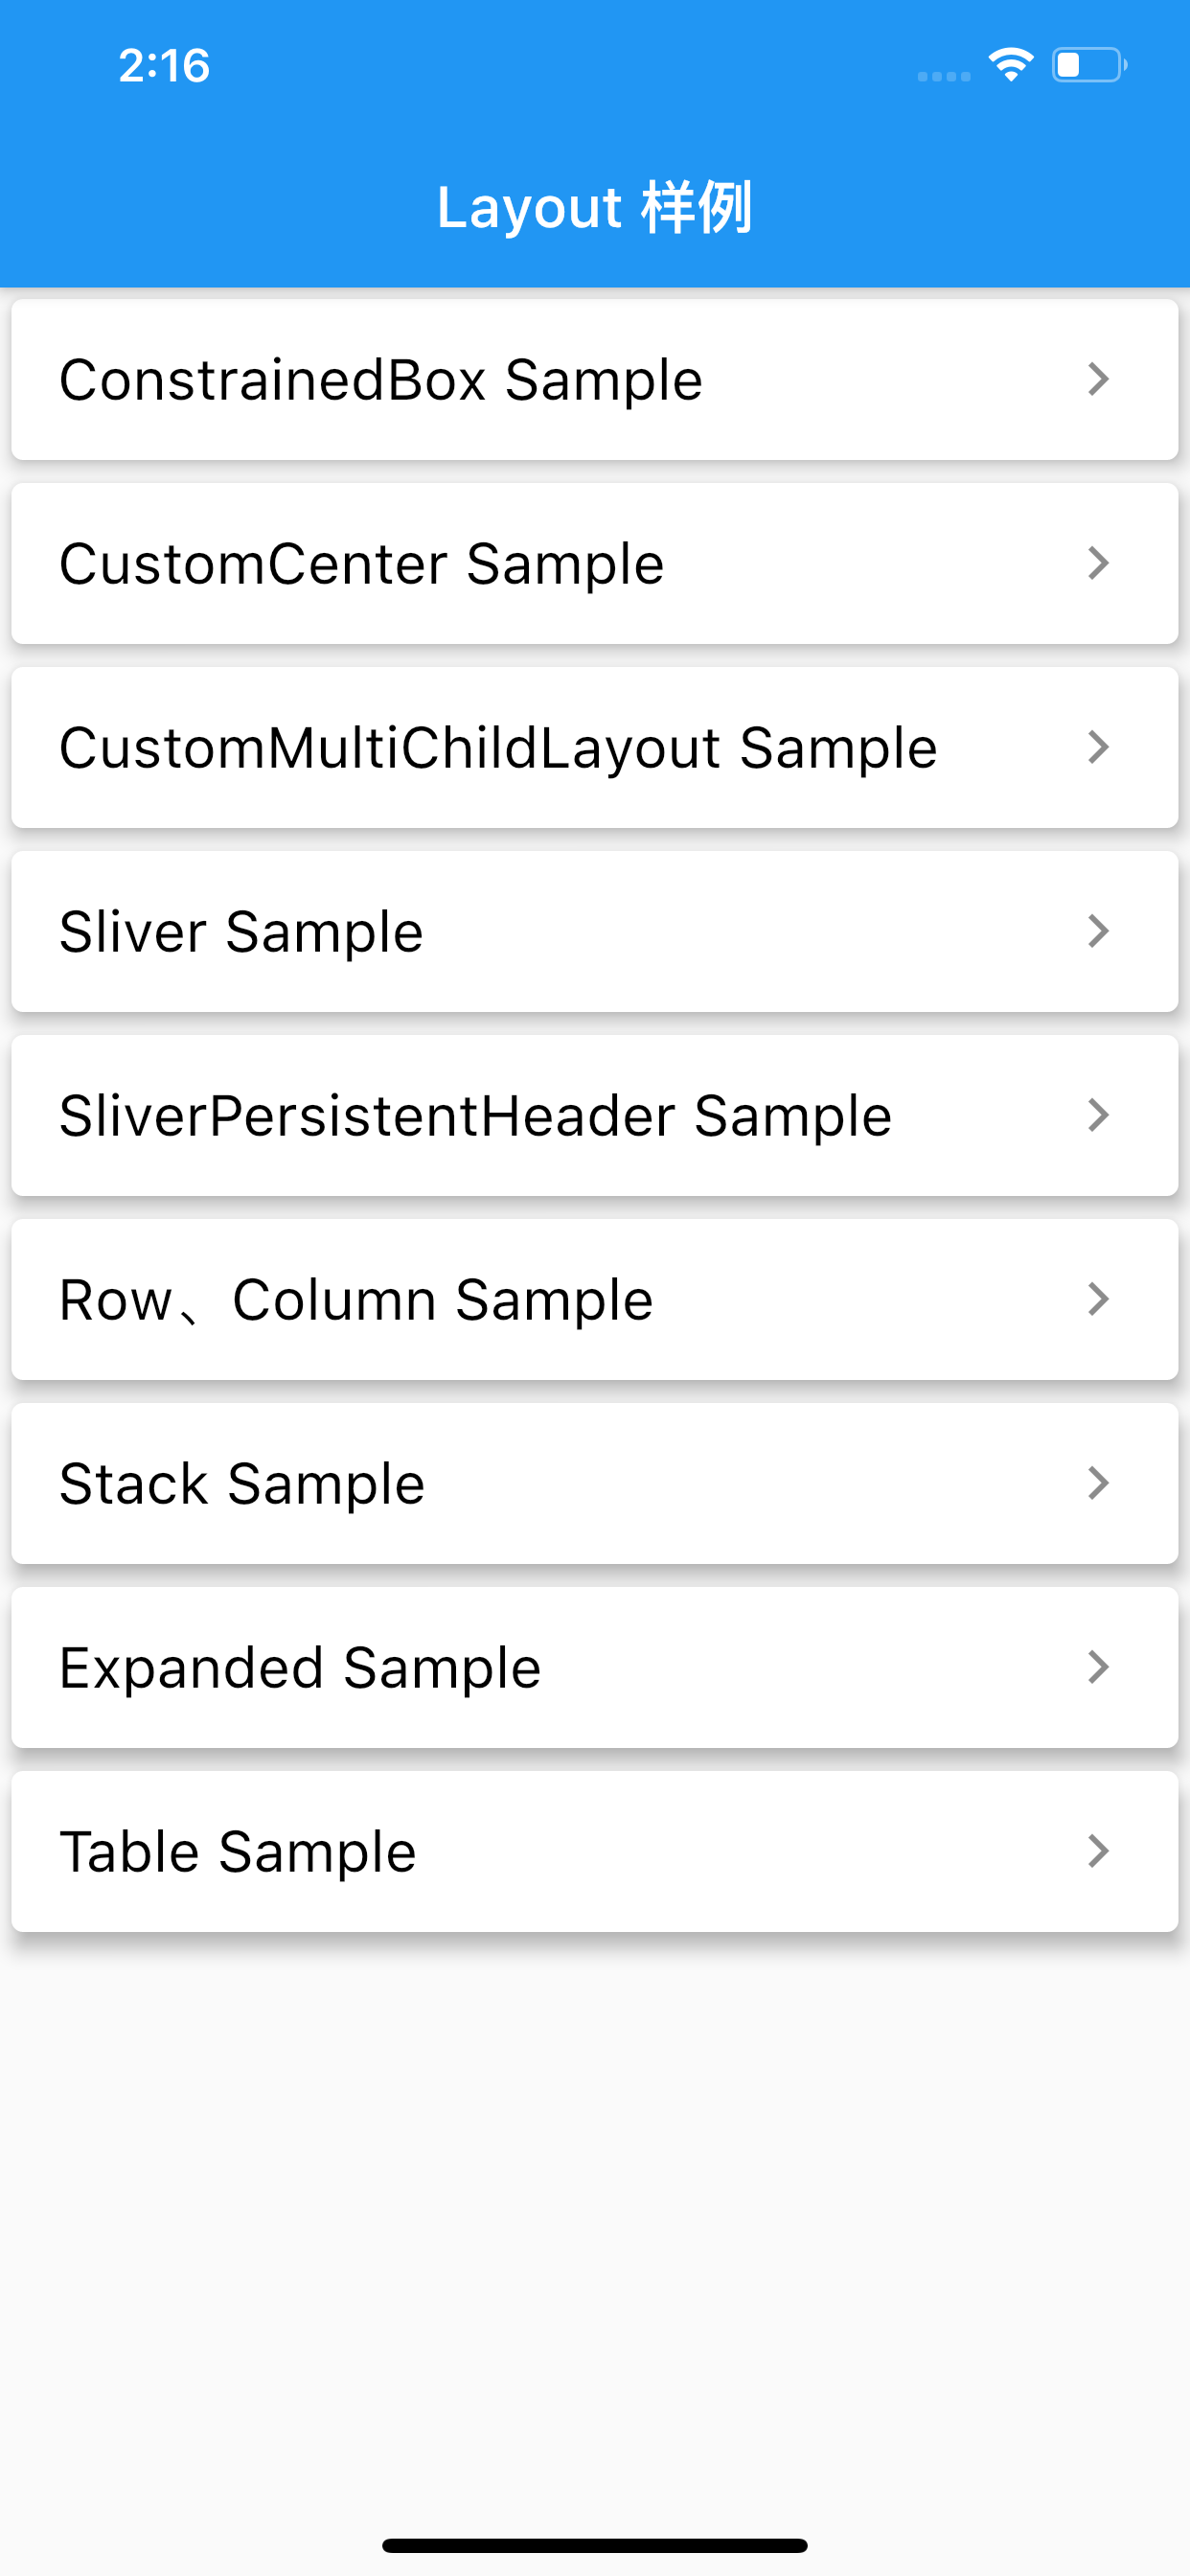 2:16
Layout 样例
ConstrainedBox Sample
CustomCenter Sample
CustomMultiChildLayout Sample
Sliver Sample
SliverPersistentHeader Sample
Row、Column Sample
Stack Sample
Expanded Sample
Table Sample